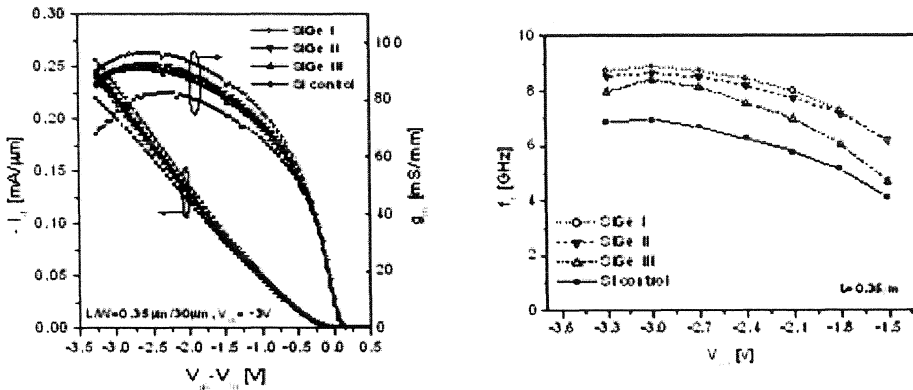 0.30
0.25
0.20
0.15
0.10
0.05
0.00
- I [mA/µm]
SiGe I
SiGe II
SiGe III
Si control
100
80
60
40
20
0
g [mS/mm]
L/W=0.35µm/30µm, V = -3V
-3.5 -3.0 -2.5 -2.0 -1.5 -1.0 -0.5 0.0 0.5
[V]
10
8
6
4
2
0
f [GHz]
SiGe I
SiGe II
SiGe III
Si control
-3.6 -3.3 -3.0 -2.7 -2.4 -2.1 -1.8 -1.5
V [V]